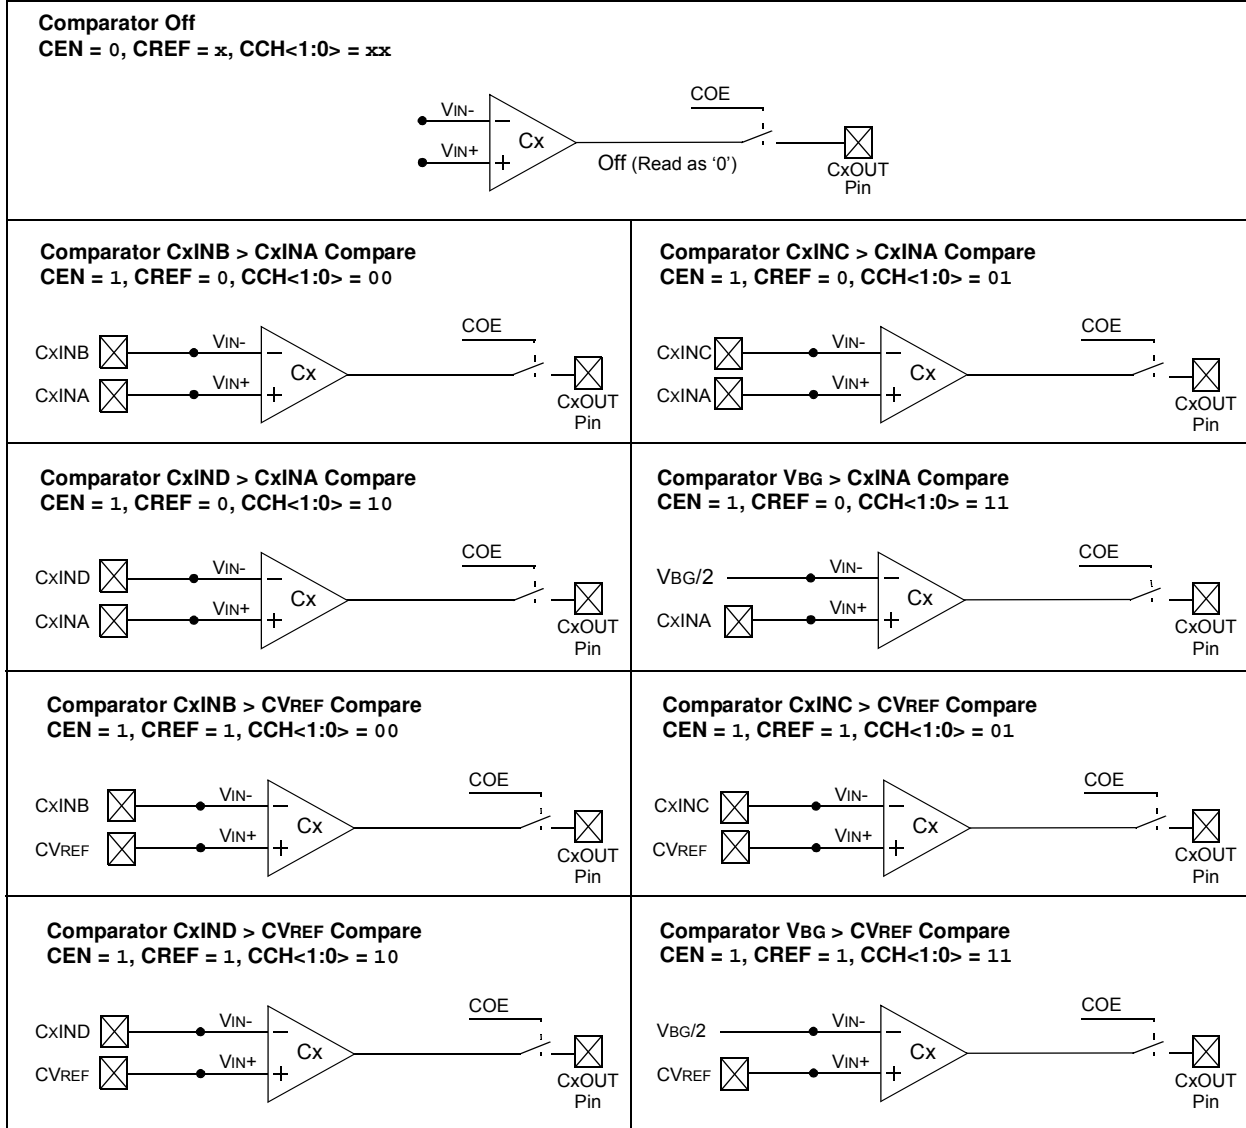 Comparator Off
CEN = 0, CREF = x, CCH<1:0> = xx
COE
VIN-
VIN+
Cx
Off (Read as ‘0’)
CxOUT
Pin
Comparator CxINB > CxINA Compare
CEN = 1, CREF = 0, CCH<1:0> = 00
COE
CxINB
VIN-
CxINA
VIN+
Cx
CxOUT
Pin
Comparator CxINC > CxINA Compare
CEN = 1, CREF = 0, CCH<1:0> = 01
COE
CxINC
VIN-
CxINA
VIN+
Cx
CxOUT
Pin
Comparator CxIND > CxINA Compare
CEN = 1, CREF = 0, CCH<1:0> = 10
COE
CxIND
VIN-
CxINA
VIN+
Cx
CxOUT
Pin
Comparator VBG > CxINA Compare
CEN = 1, CREF = 0, CCH<1:0> = 11
COE
VBG/2
VIN-
CxINA
VIN+
Cx
CxOUT
Pin
Comparator CxINB > CVREF Compare
CEN = 1, CREF = 1, CCH<1:0> = 00
COE
CxINB
VIN-
CVREF
VIN+
Cx
CxOUT
Pin
Comparator CxINC > CVREF Compare
CEN = 1, CREF = 1, CCH<1:0> = 01
COE
CxINC
VIN-
CVREF
VIN+
Cx
CxOUT
Pin
Comparator CxIND > CVREF Compare
CEN = 1, CREF = 1, CCH<1:0> = 10
COE
CxIND
VIN-
CVREF
VIN+
Cx
CxOUT
Pin
Comparator VBG > CVREF Compare
CEN = 1, CREF = 1, CCH<1:0> = 11
COE
VBG/2
VIN-
CVREF
VIN+
Cx
CxOUT
Pin